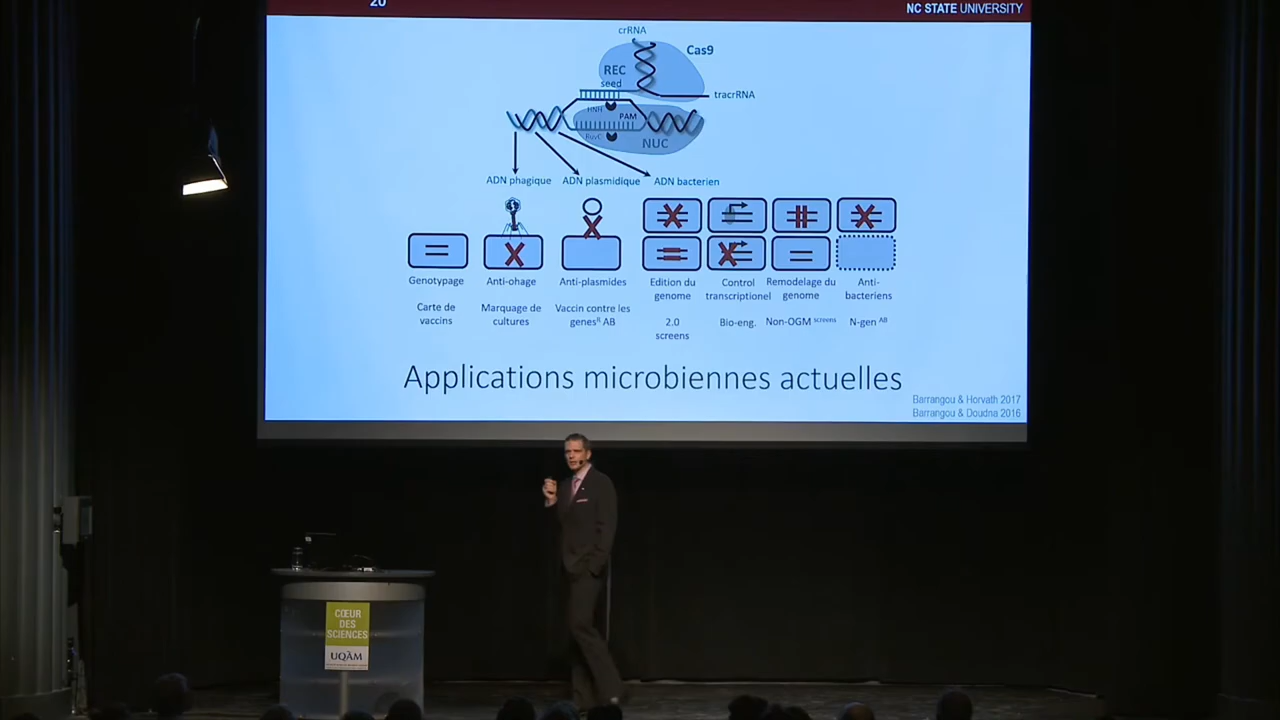 20
NC STATE UNIVERSITY
crRNA
Cas9
REC
seed
tracrRNA
HNH
PAM
RuvC
NUC
ADN phagique ADN plasmidique ADN bacterien
Genotypage Anti-ohage Anti-plasmides Edition du genome Control transcriptionel Remodelage du genome Anti-bacteriens
Carte de vaccins Marquage de cultures Vaccin contre les genesR AB 2.0 screens Bio-eng. Non-OGM screens N-gen AB
Applications microbiennes actuelles
Barrangou & Horvath 2017
Barrangou & Doudna 2016
CŒUR
DES
SCIENCES
UQÀM